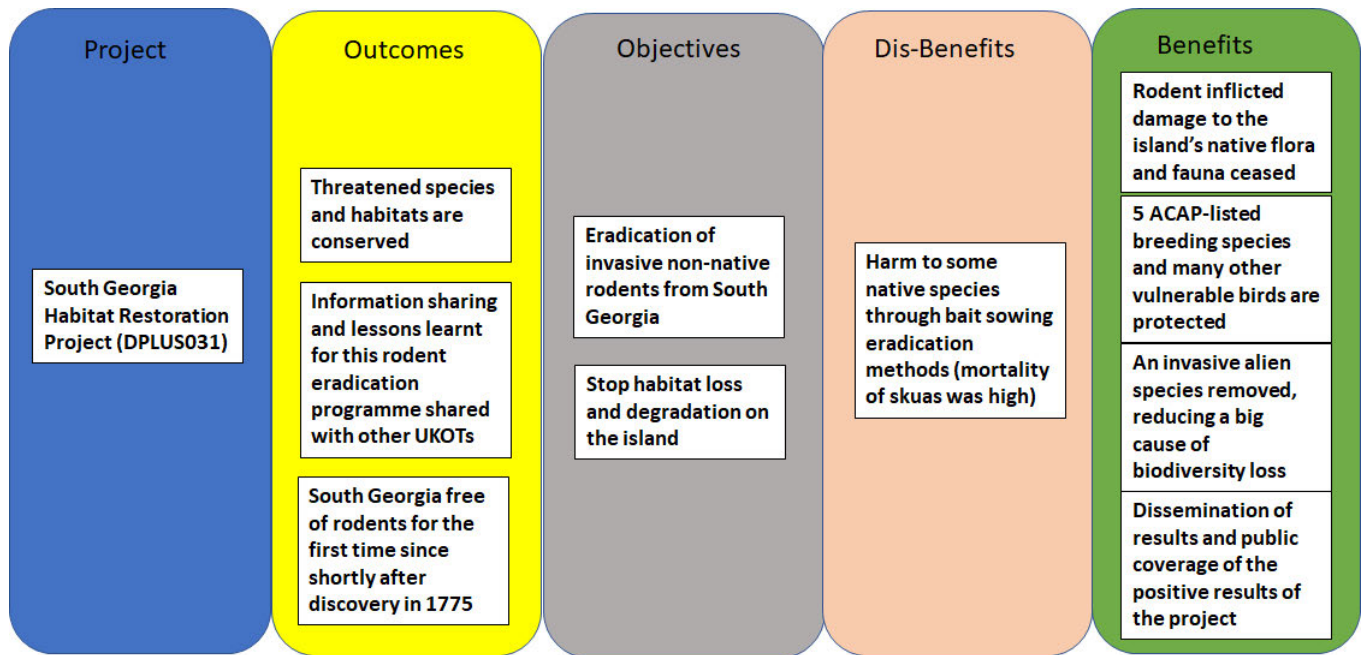 Project
South Georgia
Habitat Restoration
Project (DPLUS031)
Outcomes
Threatened species
and habitats are
conserved
Information sharing
and lessons learnt
for this rodent
eradication
programme shared
with other UKOTs
South Georgia free
of rodents for the
first time since
shortly after
discovery in 1775
Objectives
Eradication of
invasive non-native
rodents from South
Georgia
Stop habitat loss
and degradation on
the island
Dis-Benefits
Harm to some
native species
through bait sowing
eradication
methods (mortality
of skuas was high)
Benefits
Rodent inflicted
damage to the
island's native flora
and fauna ceased
5 ACAP-listed
breeding species
and many other
vulnerable birds are
protected
An invasive alien
species removed,
reducing a big
cause of
biodiversity loss
Dissemination of
results and public
coverage of the
positive results of
the project